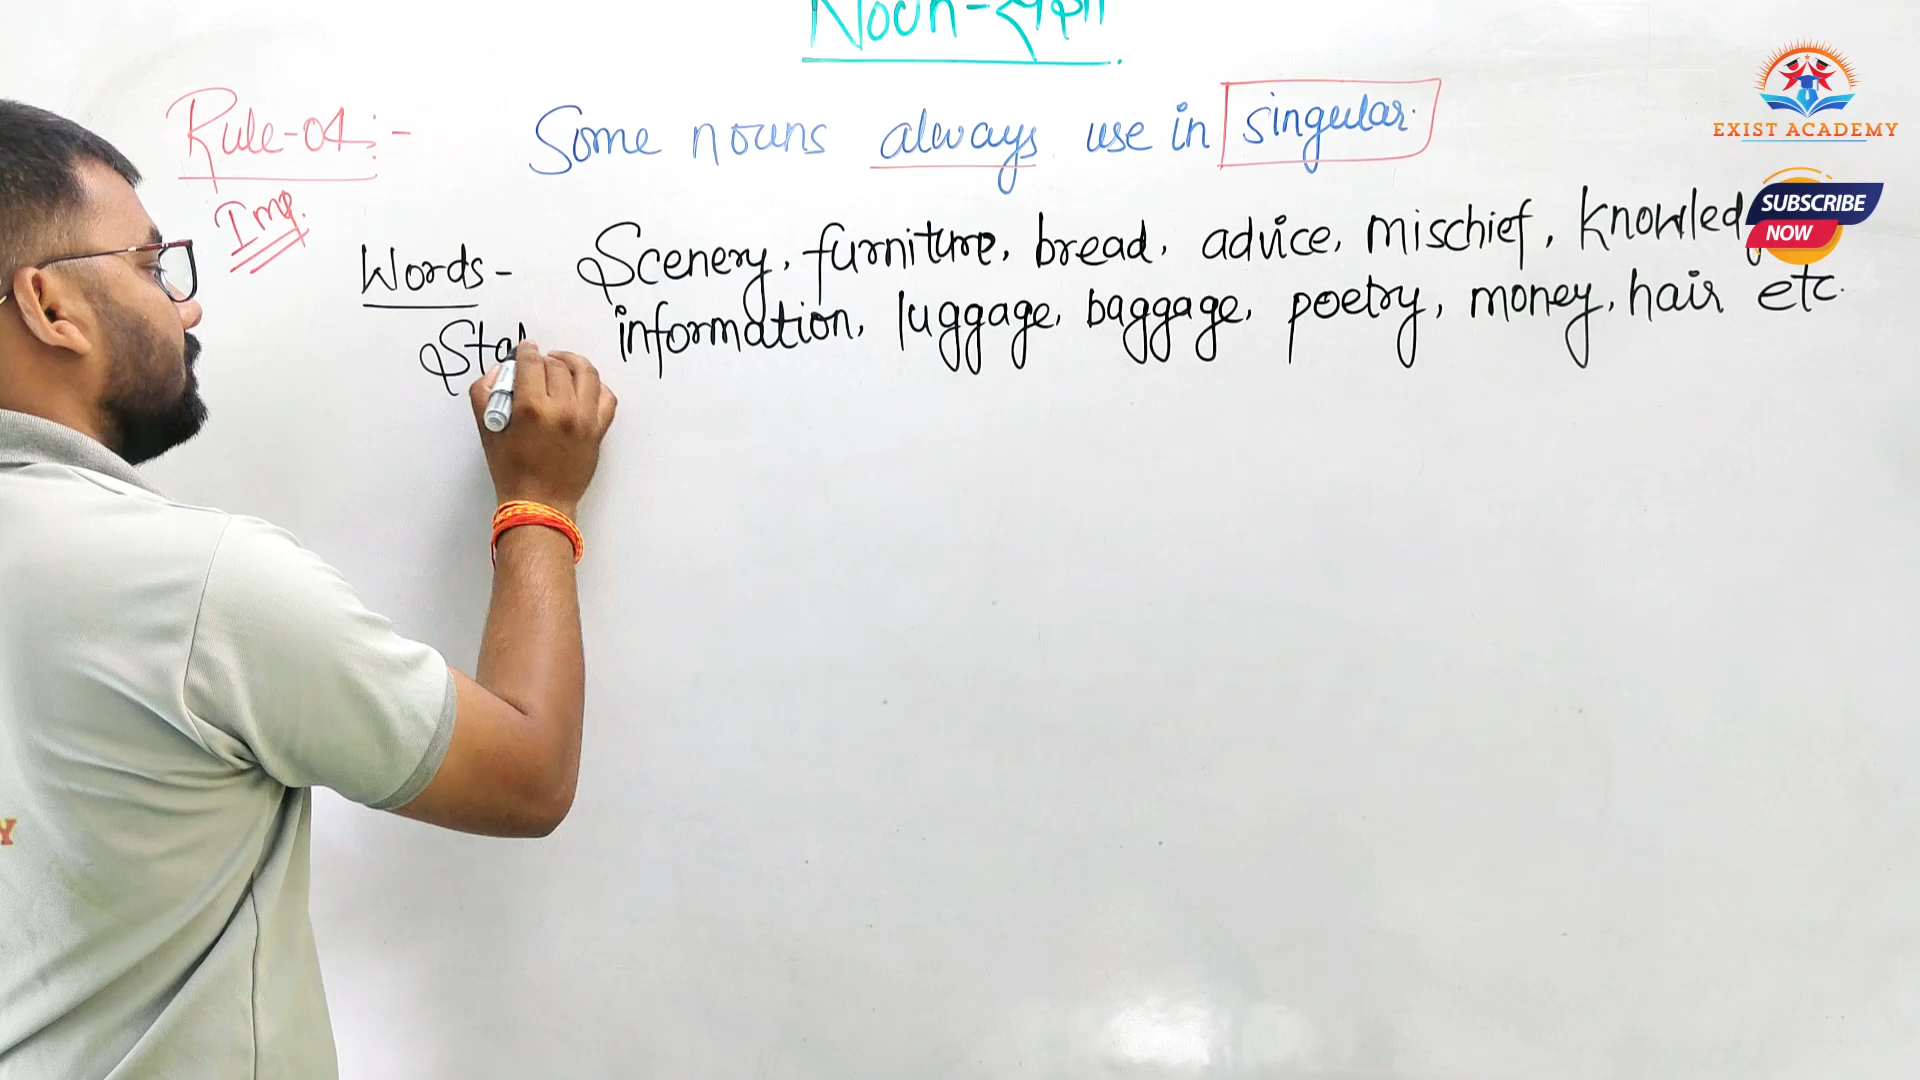 Noun-संज्ञा
Rule-04:- Some nouns always use in singular.
Imp.
Words- Scenery, furniture, bread, advice, mischief,
information, luggage, baggage, poetry, money, hair etc.
EXIST ACADEMY
SUBSCRIBE
NOW
Y